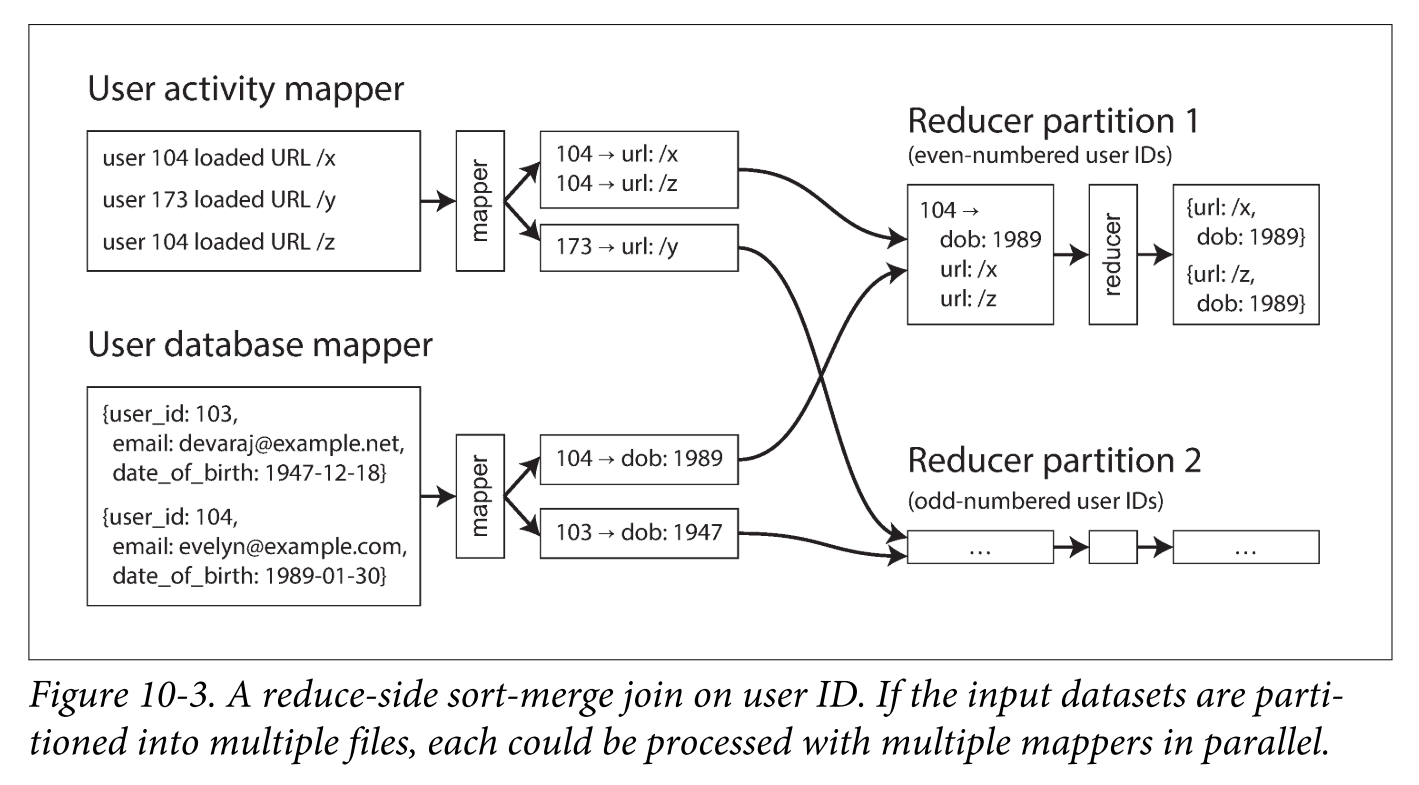 User activity mapper
user 104 loaded URL /x
user 173 loaded URL /y
user 104 loaded URL /z
mapper
104 → url: /x
104 → url: /z
173 → url: /y
User database mapper
{user_id: 103,
email: devaraj@example.net,
date_of_birth: 1947-12-18}
{user_id: 104,
email: evelyn@example.com,
date_of_birth: 1989-01-30}
mapper
104 → dob: 1989
103 → dob: 1947
Reducer partition 1
(even-numbered user IDs)
104 →
dob: 1989
url: /x
url: /z
reducer
{url: /x,
dob: 1989}
{url: /z,
dob: 1989}
Reducer partition 2
(odd-numbered user IDs)
...
...
Figure 10-3. A reduce-side sort-merge join on user ID. If the input datasets are parti-
tioned into multiple files, each could be processed with multiple mappers in parallel.